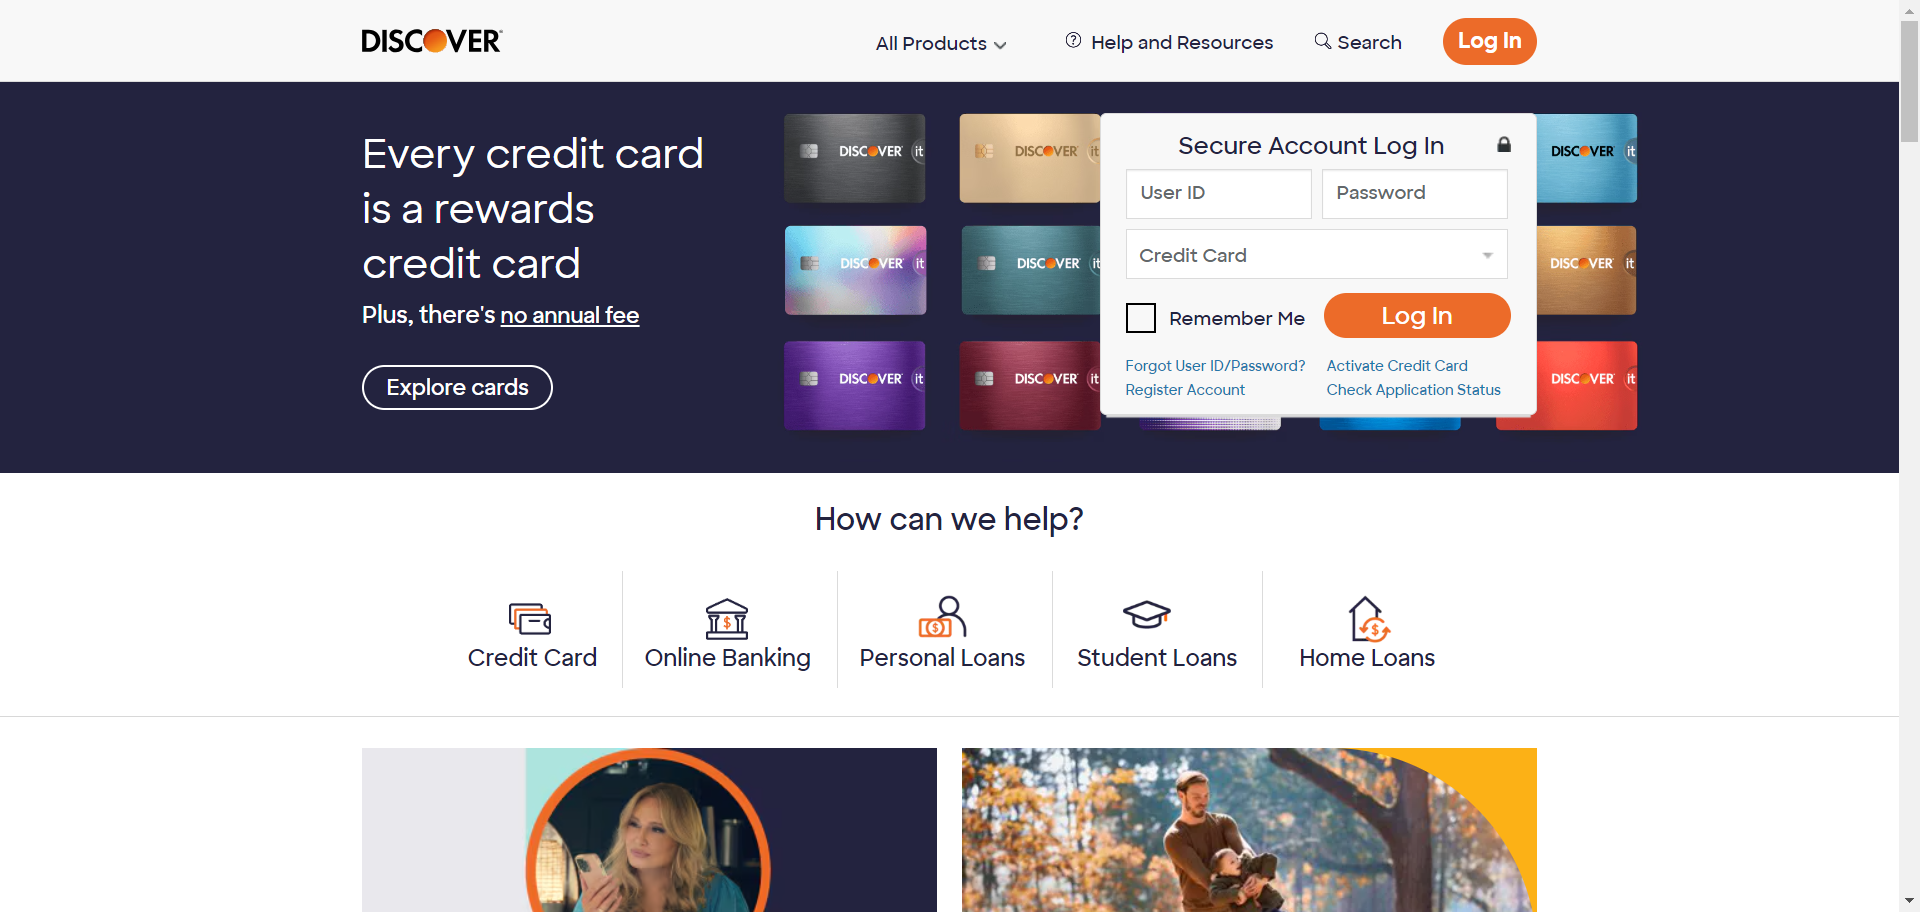 DISCOVER
All Products
Help and Resources
Search
Log In
Every credit card
is a rewards
credit card
Plus, there's no annual fee
Explore cards
DISCOVER it
DISCOVER it
DISCOVER it
DISCOVER it
DISCOVER it
DISCOVER it
DISCOVER it
DISCOVER it
DISCOVER it
Secure Account Log In
User ID
Password
Credit Card
Remember Me
Log In
Forgot User ID/Password?
Activate Credit Card
Register Account
Check Application Status
How can we help?
Credit Card
Online Banking
Personal Loans
Student Loans
Home Loans